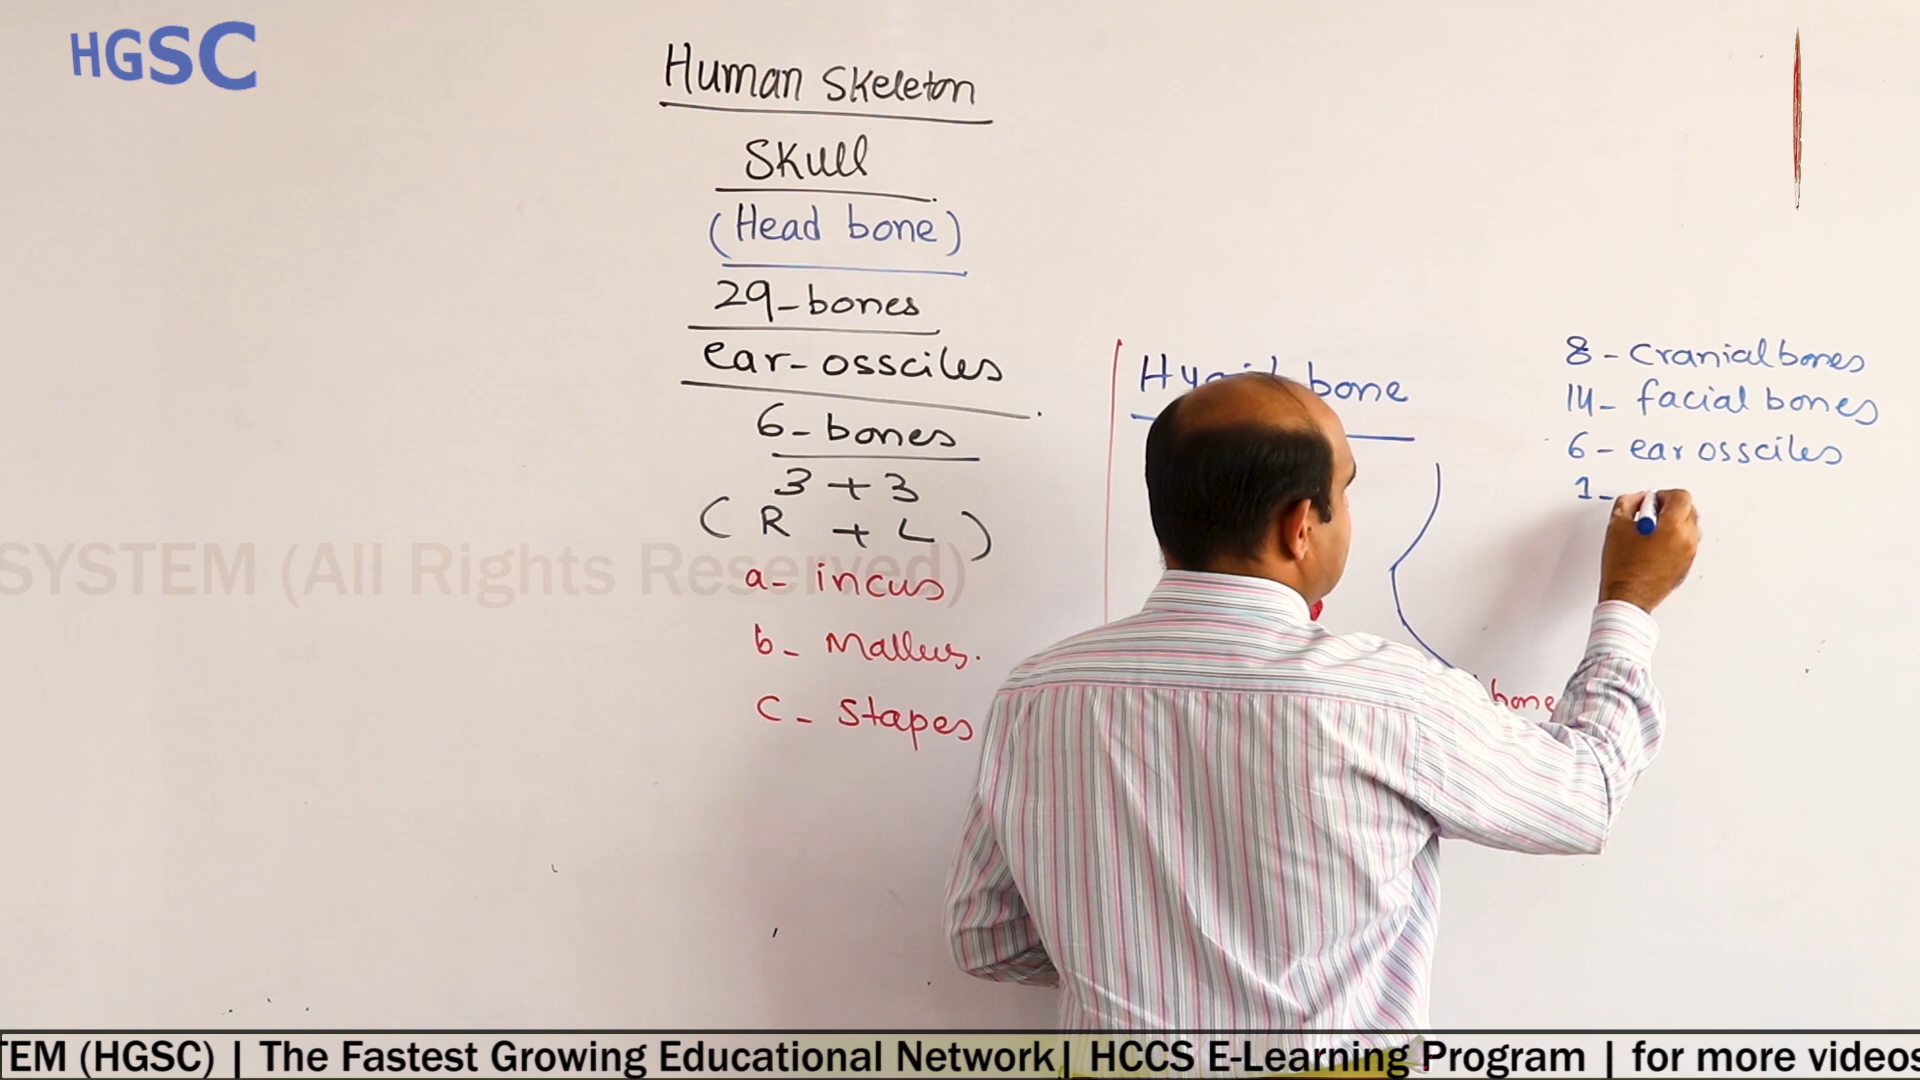 HGSC
Human Skeleton
Skull
(Head bone)
29-bones
ear-ossciles
6-bones
3 + 3
(R + L)
a- incus
b- Malleus.
c- Stapes
bone
8 - Cranial bones
14- facial bones
6 - ear ossciles
1-
bone
SYSTEM (All Rights Reserved)
TEM (HGSC) | The Fastest Growing Educational Network| HCCS E-Learning Program | for more videos